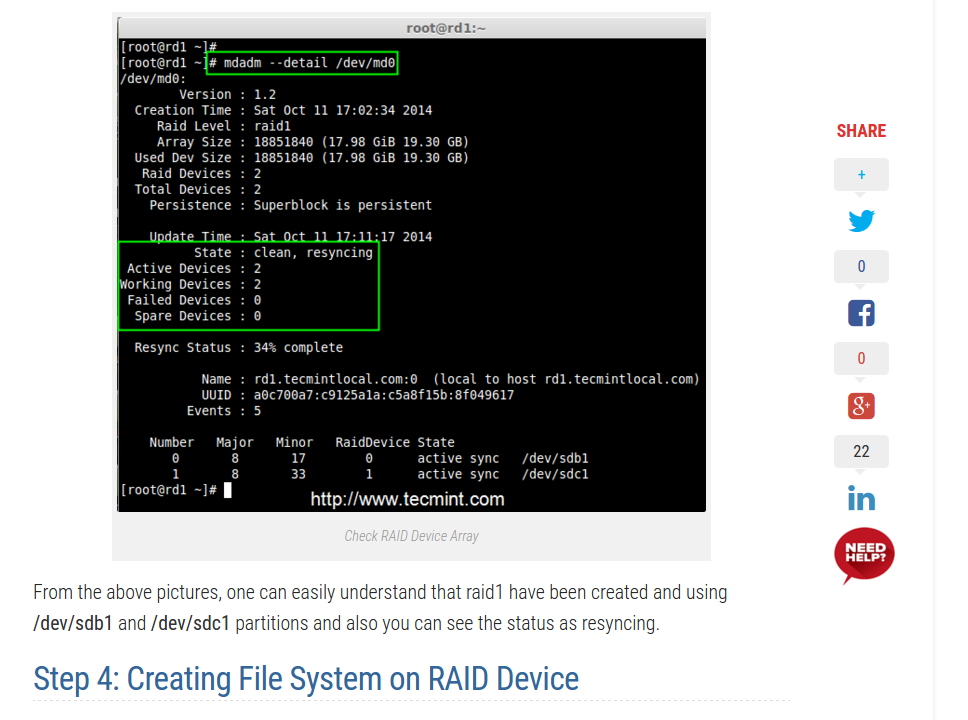 root@rd1:~
[root@rd1 ~]#
[root@rd1 ~]# mdadm --detail /dev/md0
/dev/md0:
Version : 1.2
Creation Time : Sat Oct 11 17:02:34 2014
Raid Level : raid1
Array Size : 18851840 (17.98 GiB 19.30 GB)
Used Dev Size : 18851840 (17.98 GiB 19.30 GB)
Raid Devices : 2
Total Devices : 2
Persistence : Superblock is persistent
Update Time : Sat Oct 11 17:11:17 2014
State : clean, resyncing
Active Devices : 2
Working Devices : 2
Failed Devices : 0
Spare Devices : 0
Resync Status : 34% complete
Name : rd1.tecmintlocal.com:0 (local to host rd1.tecmintlocal.com)
UUID : a0c700a7:c9125a1a:c5a8f15b:8f049617
Events : 5
Number Major Minor RaidDevice State
0 8 17 0 active sync /dev/sdb1
1 8 33 1 active sync /dev/sdc1
[root@rd1 ~]#
http://www.tecmint.com
Check RAID Device Array
From the above pictures, one can easily understand that raid1 have been created and using
/dev/sdb1 and /dev/sdc1 partitions and also you can see the status as resyncing.
Step 4: Creating File System on RAID Device
SHARE
+
0
f
0
g+
22
in
NEED
HELP?